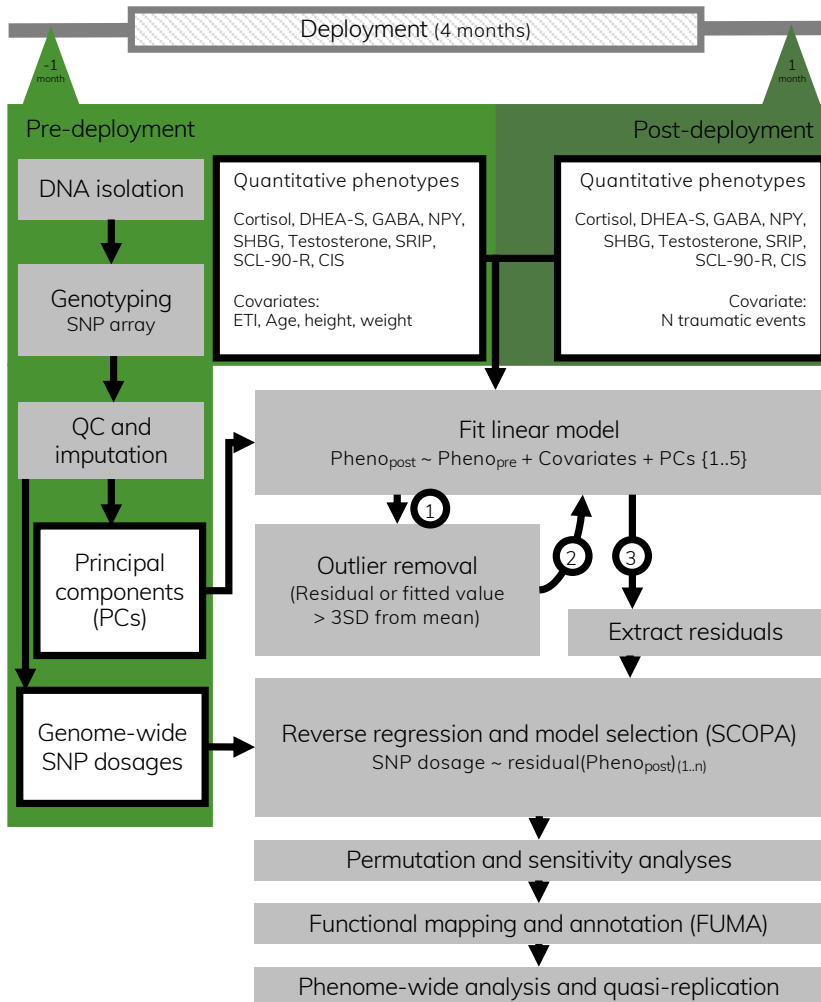 Deployment (4 months)
-1
month
1
month
Pre-deployment
Post-deployment
DNA isolation
Genotyping
SNP array
QC and
imputation
Principal
components
(PCs)
Genome-wide
SNP dosages
Quantitative phenotypes
Cortisol, DHEA-S, GABA, NPY,
SHBG, Testosterone, SRIP,
SCL-90-R, CIS
Covariates:
ETI, Age, height, weight
Quantitative phenotypes
Cortisol, DHEA-S, GABA, NPY,
SHBG, Testosterone, SRIP,
SCL-90-R, CIS
Covariate:
N traumatic events
Fit linear model
Pheno_post ~ Pheno_pre + Covariates + PCs {1..5}
1
2
3
Outlier removal
(Residual or fitted value
> 3SD from mean)
Extract residuals
Reverse regression and model selection (SCOPA)
SNP dosage ~ residual(Pheno_post)_(1..n)
Permutation and sensitivity analyses
Functional mapping and annotation (FUMA)
Phenome-wide analysis and quasi-replication